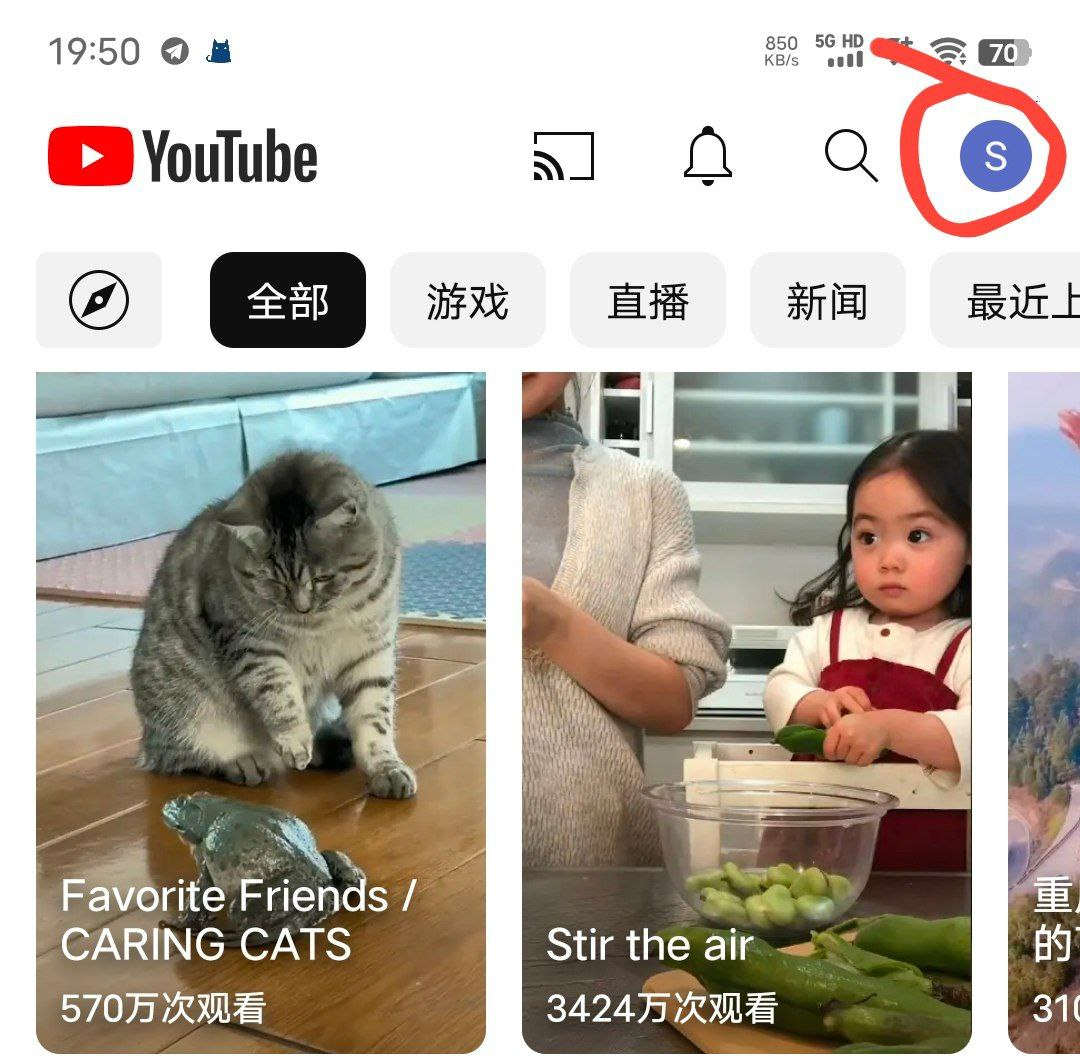 19:50
850
KB/s
5G HD
70
YouTube
S
全部
游戏
直播
新闻
最近上
Favorite Friends /
CARING CATS
570万次观看
Stir the air
3424万次观看
重
的
310